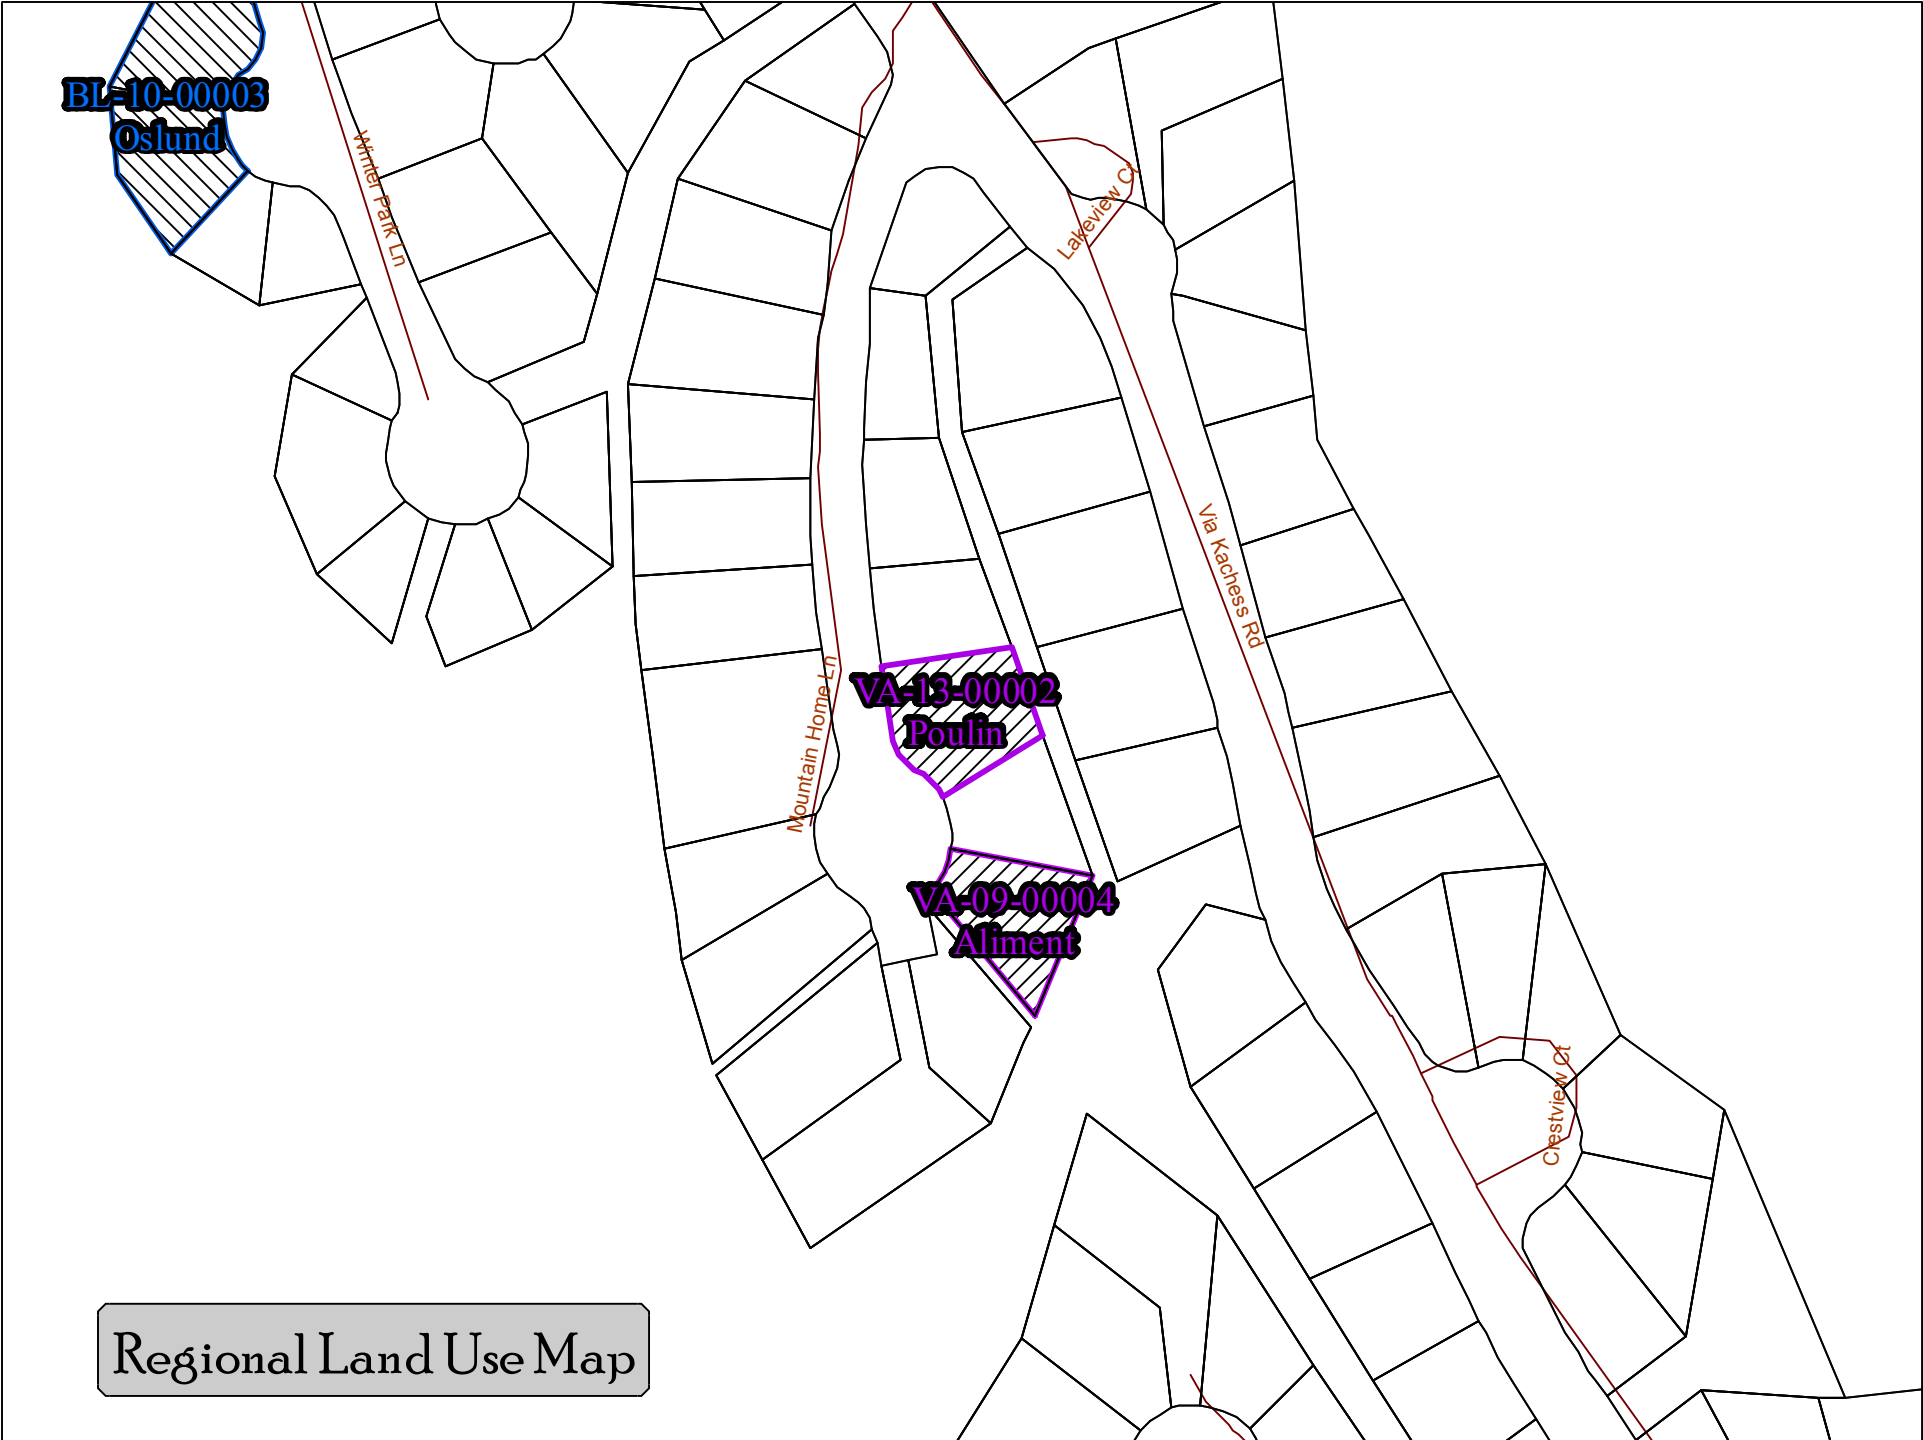 BL-10-00003
Oslund
Winter Park Ln
Lakeview Ct
Via Kachess Rd
VA-13-00002
Poulin
Mountain Home Ln
VA-09-00004
Aliment
Crestview Ct
Regional Land Use Map